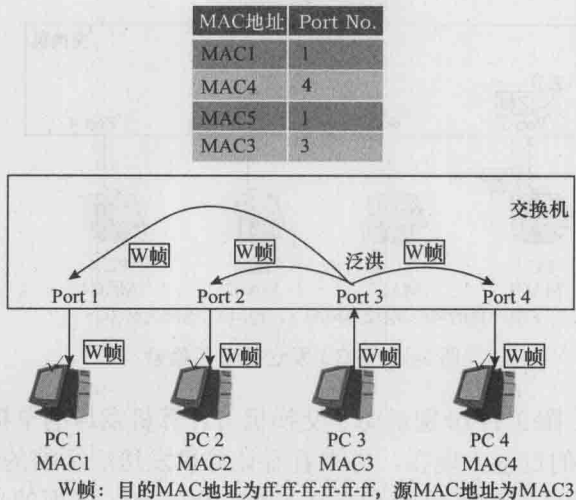 MAC地址 Port No.
MAC1 1
MAC4 4
MAC5 1
MAC3 3
交换机
W帧 W帧 泛洪 W帧
Port 1 Port 2 Port 3 Port 4
W帧 W帧 W帧 W帧
PC 1 PC 2 PC 3 PC 4
MAC1 MAC2 MAC3 MAC4
W帧：目的MAC地址为ff-ff-ff-ff-ff-ff，源MAC地址为MAC3